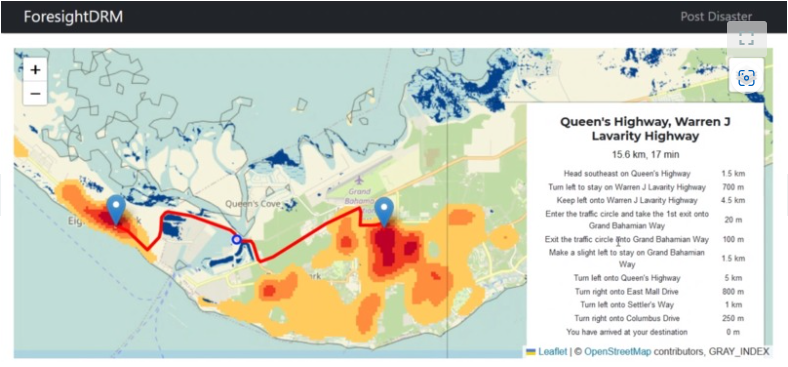 ForesightDRM
Post Disaster
+
−
Queen's Highway, Warren J
Lavarity Highway
15.6 km, 17 min
Head southeast on Queen's Highway 1.5 km
Turn left to stay on Warren J Lavarity Highway 700 m
Keep left onto Warren J Lavarity Highway 4.5 km
Enter the traffic circle and take the 1st exit onto
Grand Bahamian Way 20 m
Exit the traffic circle onto Grand Bahamian Way 100 m
Make a slight left to stay on Grand Bahamian
Way 1.5 km
Turn left onto Queen's Highway 5 km
Turn right onto East Mall Drive 800 m
Turn left onto Settler's Way 1 km
Turn right onto Columbus Drive 250 m
You have arrived at your destination 0 m
Grand
Baham
Queen's Cove
Eig
k
rk
Leaflet | © OpenStreetMap contributors, GRAY_INDEX